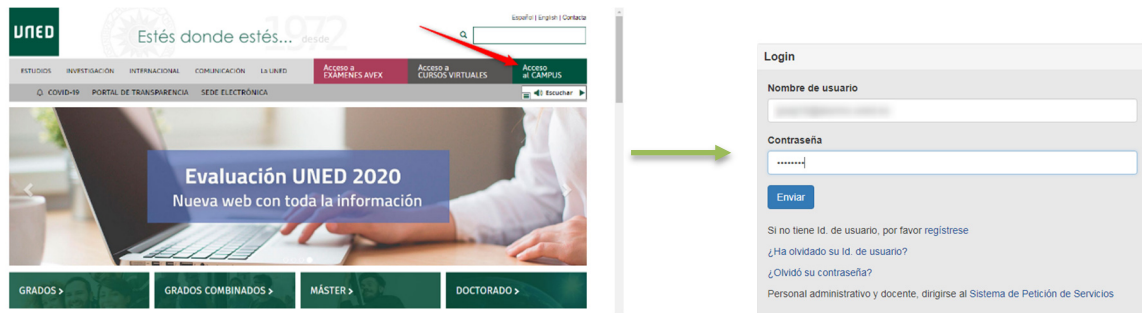 Español | English | Contacta
UNED
Estés donde estés... desde 1972
ESTUDIOS INVESTIGACIÓN INTERNACIONAL COMUNICACIÓN La UNED
Acceso a
EXÁMENES AVEX
Acceso a
CURSOS VIRTUALES
Acceso
al CAMPUS
COVID-19 PORTAL DE TRANSPARENCIA SEDE ELECTRÓNICA
Escuchar
Evaluación UNED 2020
Nueva web con toda la información
GRADOS >
GRADOS COMBINADOS >
MÁSTER >
DOCTORADO >
Login
Nombre de usuario
Contraseña
Enviar
Si no tiene Id. de usuario, por favor regístrese
¿Ha olvidado su Id. de usuario?
¿Olvidó su contraseña?
Personal administrativo y docente, dirigirse al Sistema de Petición de Servicios